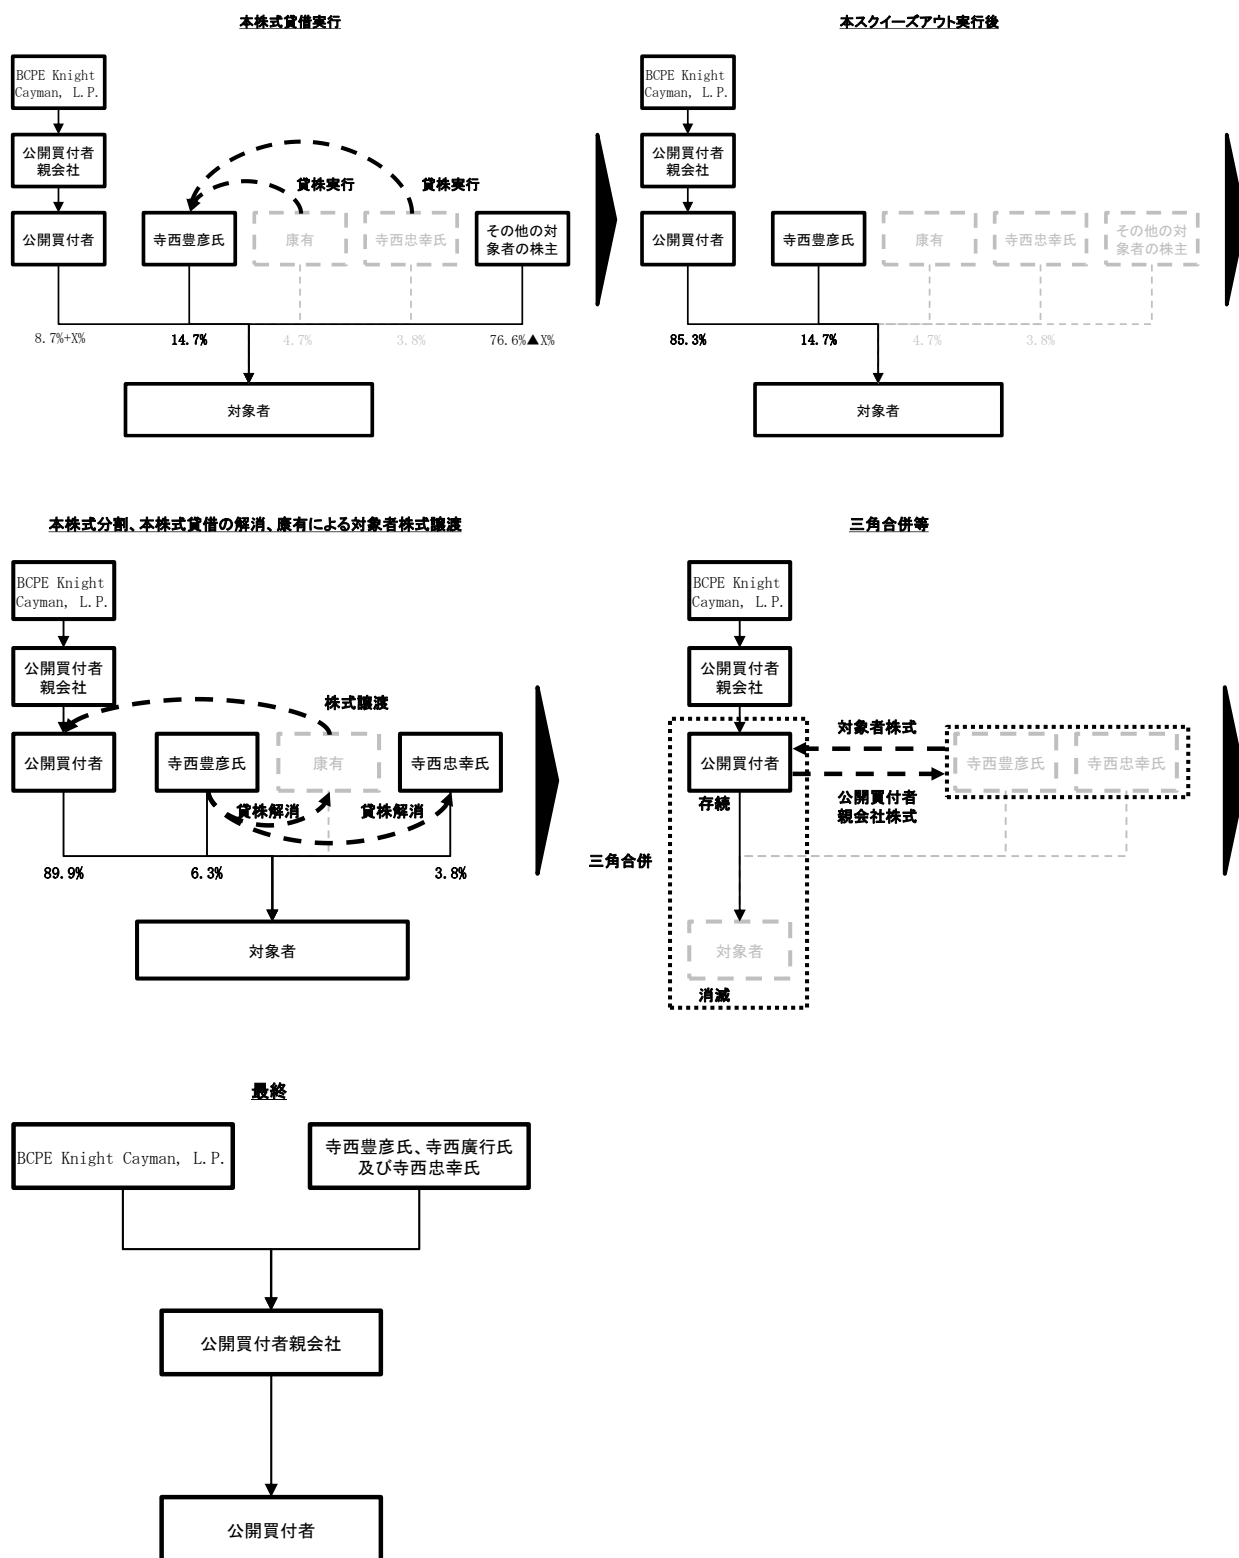 本株式貸借実行
BCPE Knight
Cayman, L.P.
公開買付者
親会社
貸株実行
貸株実行
公開買付者
寺西豊彦氏
康有
寺西忠幸氏
その他の対
象者の株主
8.7%+X%
14.7%
4.7%
3.8%
76.6%▲X%
対象者
本スクイーズアウト実行後
BCPE Knight
Cayman, L.P.
公開買付者
親会社
公開買付者
寺西豊彦氏
康有
寺西忠幸氏
その他の対
象者の株主
85.3%
14.7%
4.7%
3.8%
対象者
本株式分割、本株式貸借の解消、康有による対象者株式譲渡
BCPE Knight
Cayman, L.P.
公開買付者
親会社
株式譲渡
公開買付者
寺西豊彦氏
康有
寺西忠幸氏
貸株解消
貸株解消
89.9%
6.3%
3.8%
対象者
三角合併等
BCPE Knight
Cayman, L.P.
公開買付者
親会社
対象者株式
公開買付者
寺西豊彦氏
寺西忠幸氏
存続
公開買付者
親会社株式
三角合併
対象者
消滅
最終
BCPE Knight Cayman, L.P.
寺西豊彦氏、寺西廣行氏
及び寺西忠幸氏
公開買付者親会社
公開買付者